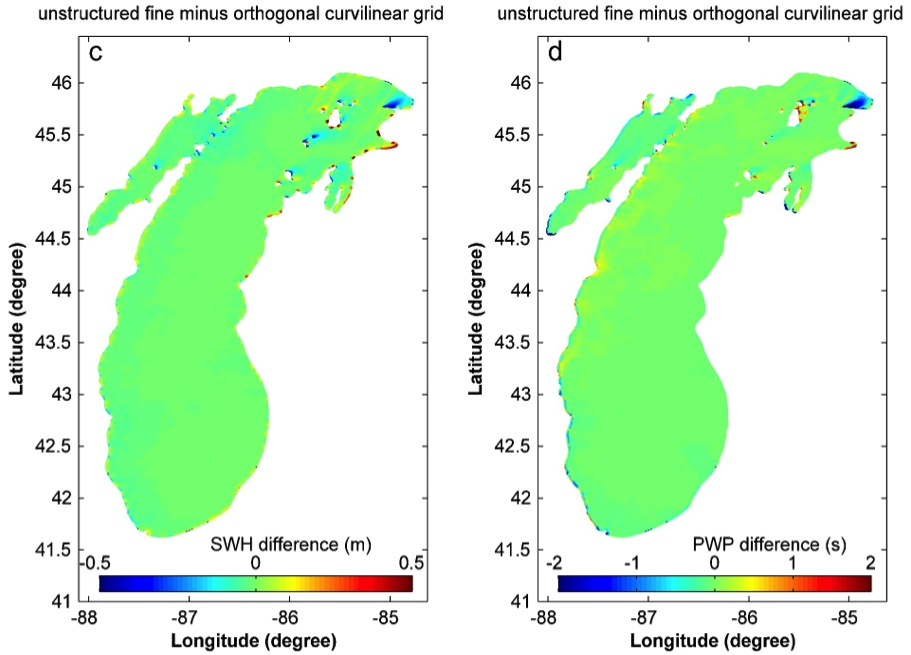 unstructured fine minus orthogonal curvilinear grid
c
46
45.5
45
44.5
44
43.5
43
42.5
42
41.5
41
Latitude (degree)
SWH difference (m)
-0.5 0 0.5
-88 -87 -86 -85
Longitude (degree)
unstructured fine minus orthogonal curvilinear grid
d
46
45.5
45
44.5
44
43.5
43
42.5
42
41.5
41
Latitude (degree)
PWP difference (s)
-2 -1 0 1 2
-88 -87 -86 -85
Longitude (degree)